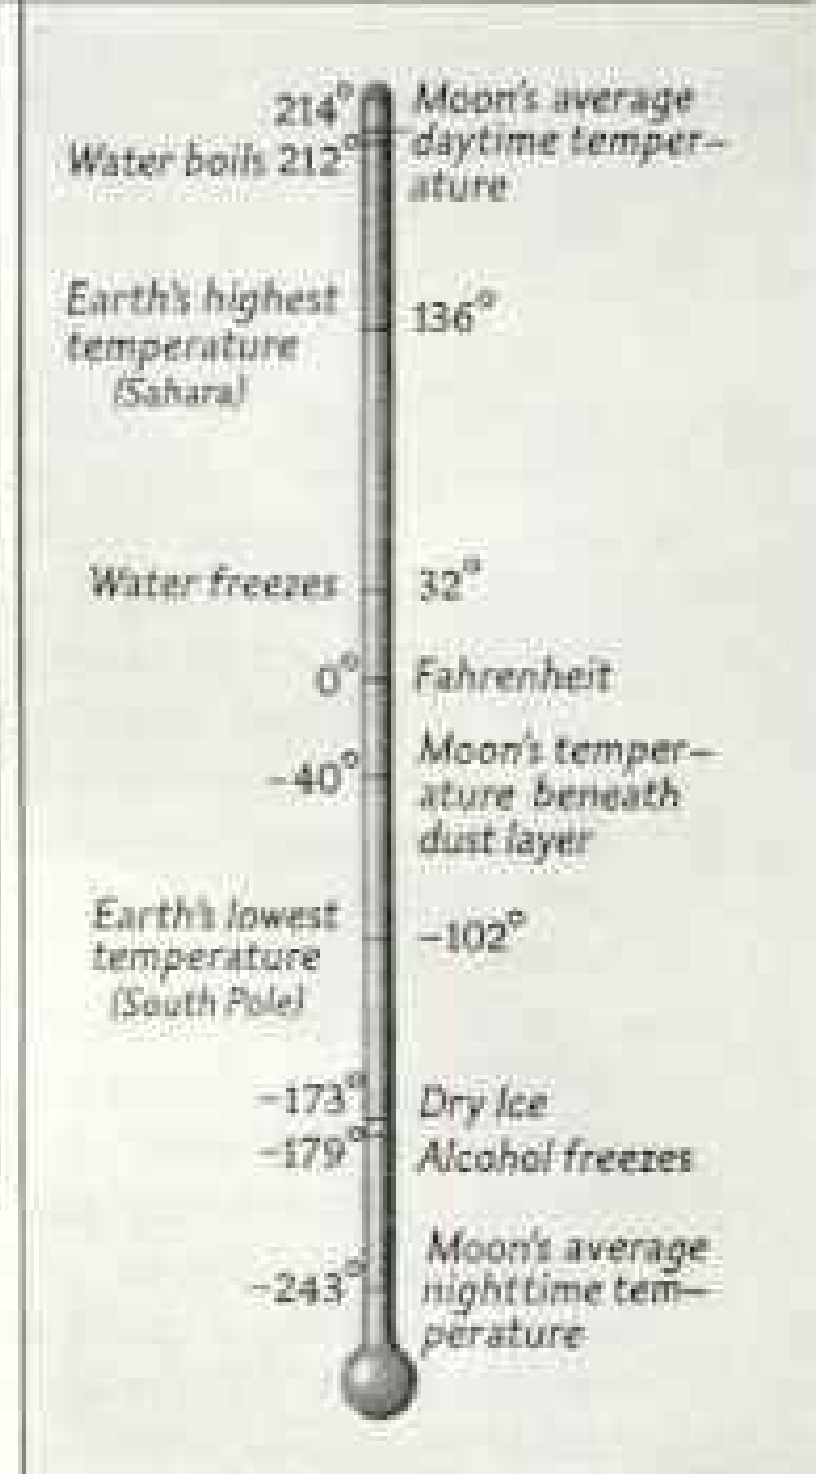 214° Moon's average
Water boils 212° daytime temper-
ature
Earth's highest
temperature 136°
(Sahara)
Water freezes 32°
0° Fahrenheit
-40° Moon's temper-
ature beneath
dust layer
Earth's lowest
temperature -102°
(South Pole)
-173° Dry Ice
-179° Alcohol freezes
Moon's average
-243° nighttime tem-
perature